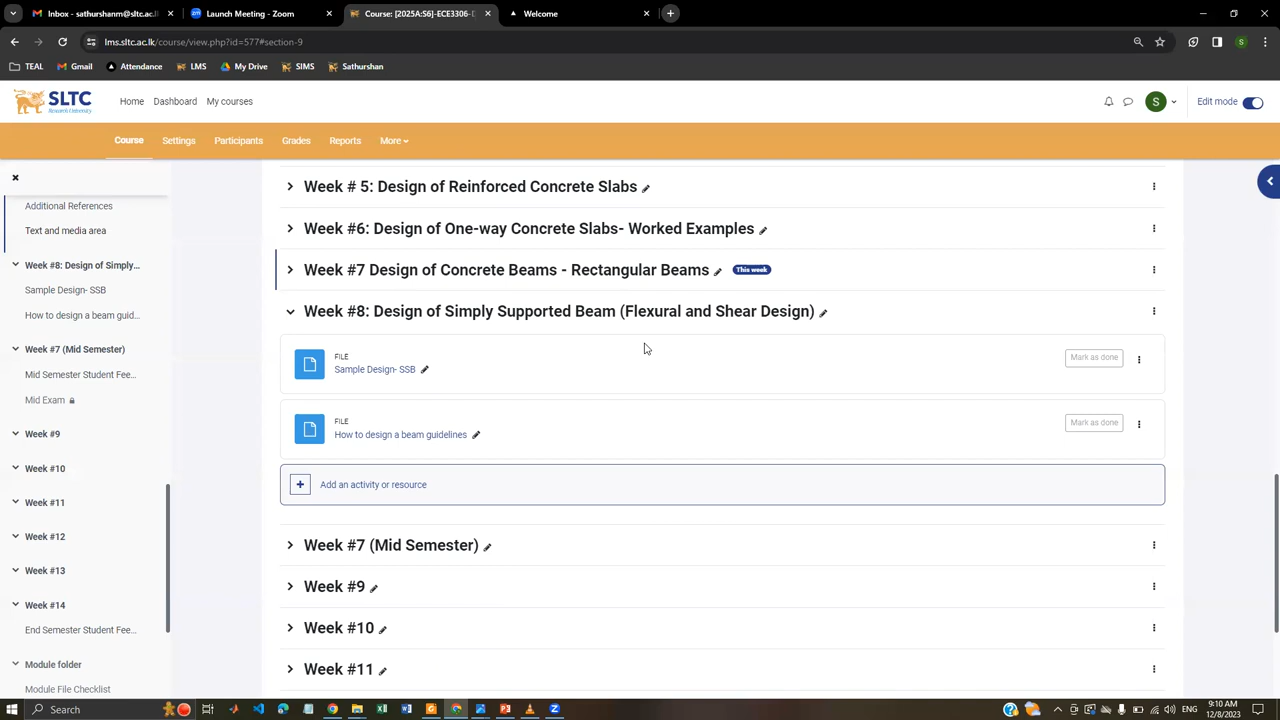 Inbox - sathurshanm@sltc.ac.l
Launch Meeting - Zoom
Course: [2025A:S6]-ECE3306-D
Welcome
lms.sltc.ac.lk/course/view.php?id=577#section-9
TEAL
Gmail
Attendance
LMS
My Drive
SIMS
Sathurshan
SLTC
Research University
Home
Dashboard
My courses
S
Edit mode
Course
Settings
Participants
Grades
Reports
More
Additional References
Text and media area
Week #8: Design of Simply...
Sample Design- SSB
How to design a beam guid...
Week #7 (Mid Semester)
Mid Semester Student Fee...
Mid Exam
Week #9
Week #10
Week #11
Week #12
Week #13
Week #14
End Semester Student Fee...
Module folder
Module File Checklist
Week # 5: Design of Reinforced Concrete Slabs
Week #6: Design of One-way Concrete Slabs- Worked Examples
Week #7 Design of Concrete Beams - Rectangular Beams
This week
Week #8: Design of Simply Supported Beam (Flexural and Shear Design)
FILE
Sample Design- SSB
Mark as done
FILE
How to design a beam guidelines
Mark as done
Add an activity or resource
Week #7 (Mid Semester)
Week #9
Week #10
Week #11
Search
ENG
9:10 AM
12/8/2023